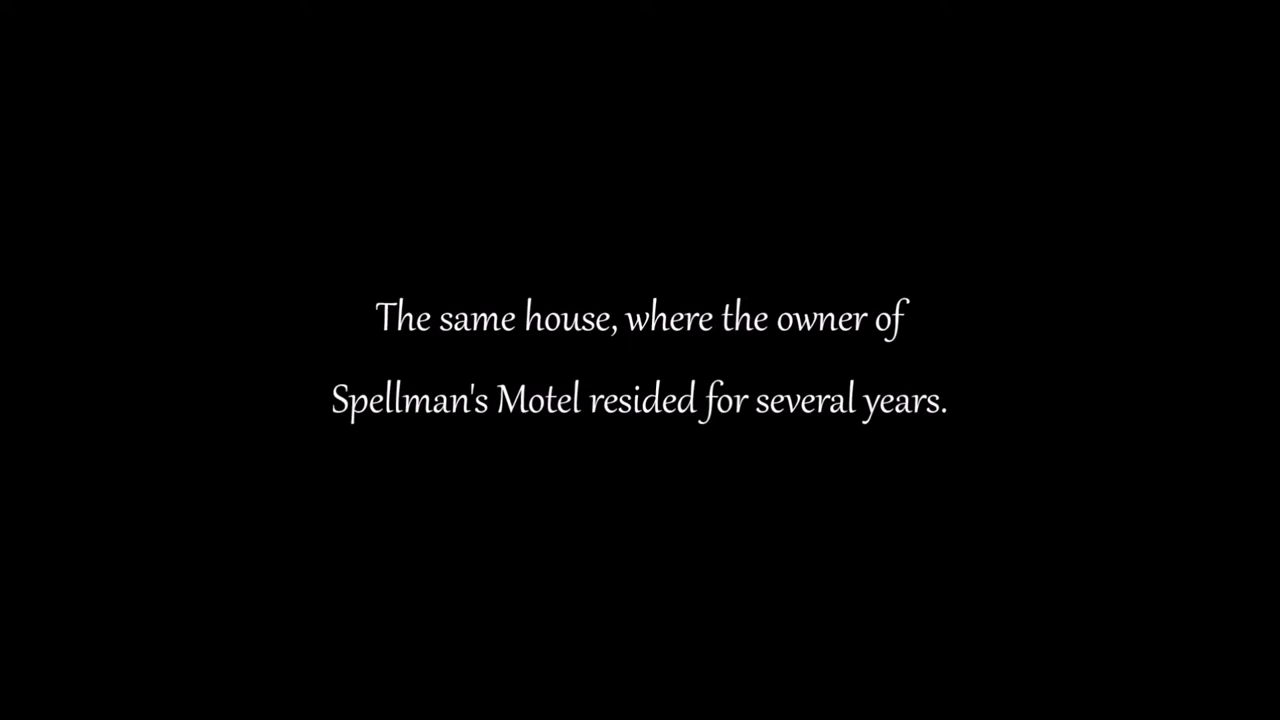 The same house, where the owner of
Spellman's Motel resided for several years.